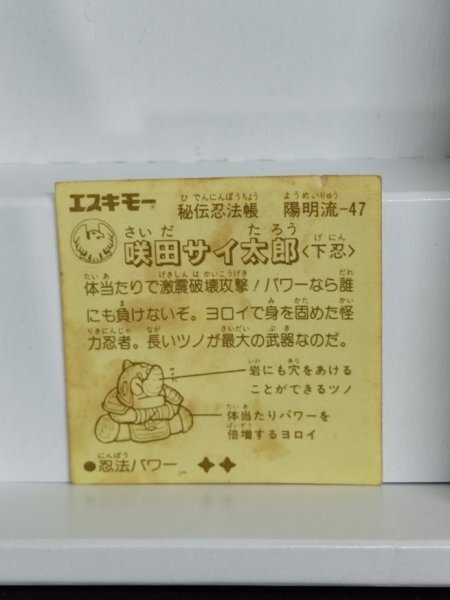 エスキモー
秘伝忍法帳 陽明流-47
咲田サイ太郎〈下忍〉
体当たりで激震破壊攻撃！パワーなら誰
にも負けないぞ。ヨロイで身を固めた怪
力忍者。長いツノが最大の武器なのだ。
岩にも穴をあける
ことができるツノ
体当たりパワーを
倍増するヨロイ
●忍法パワー ✦✦